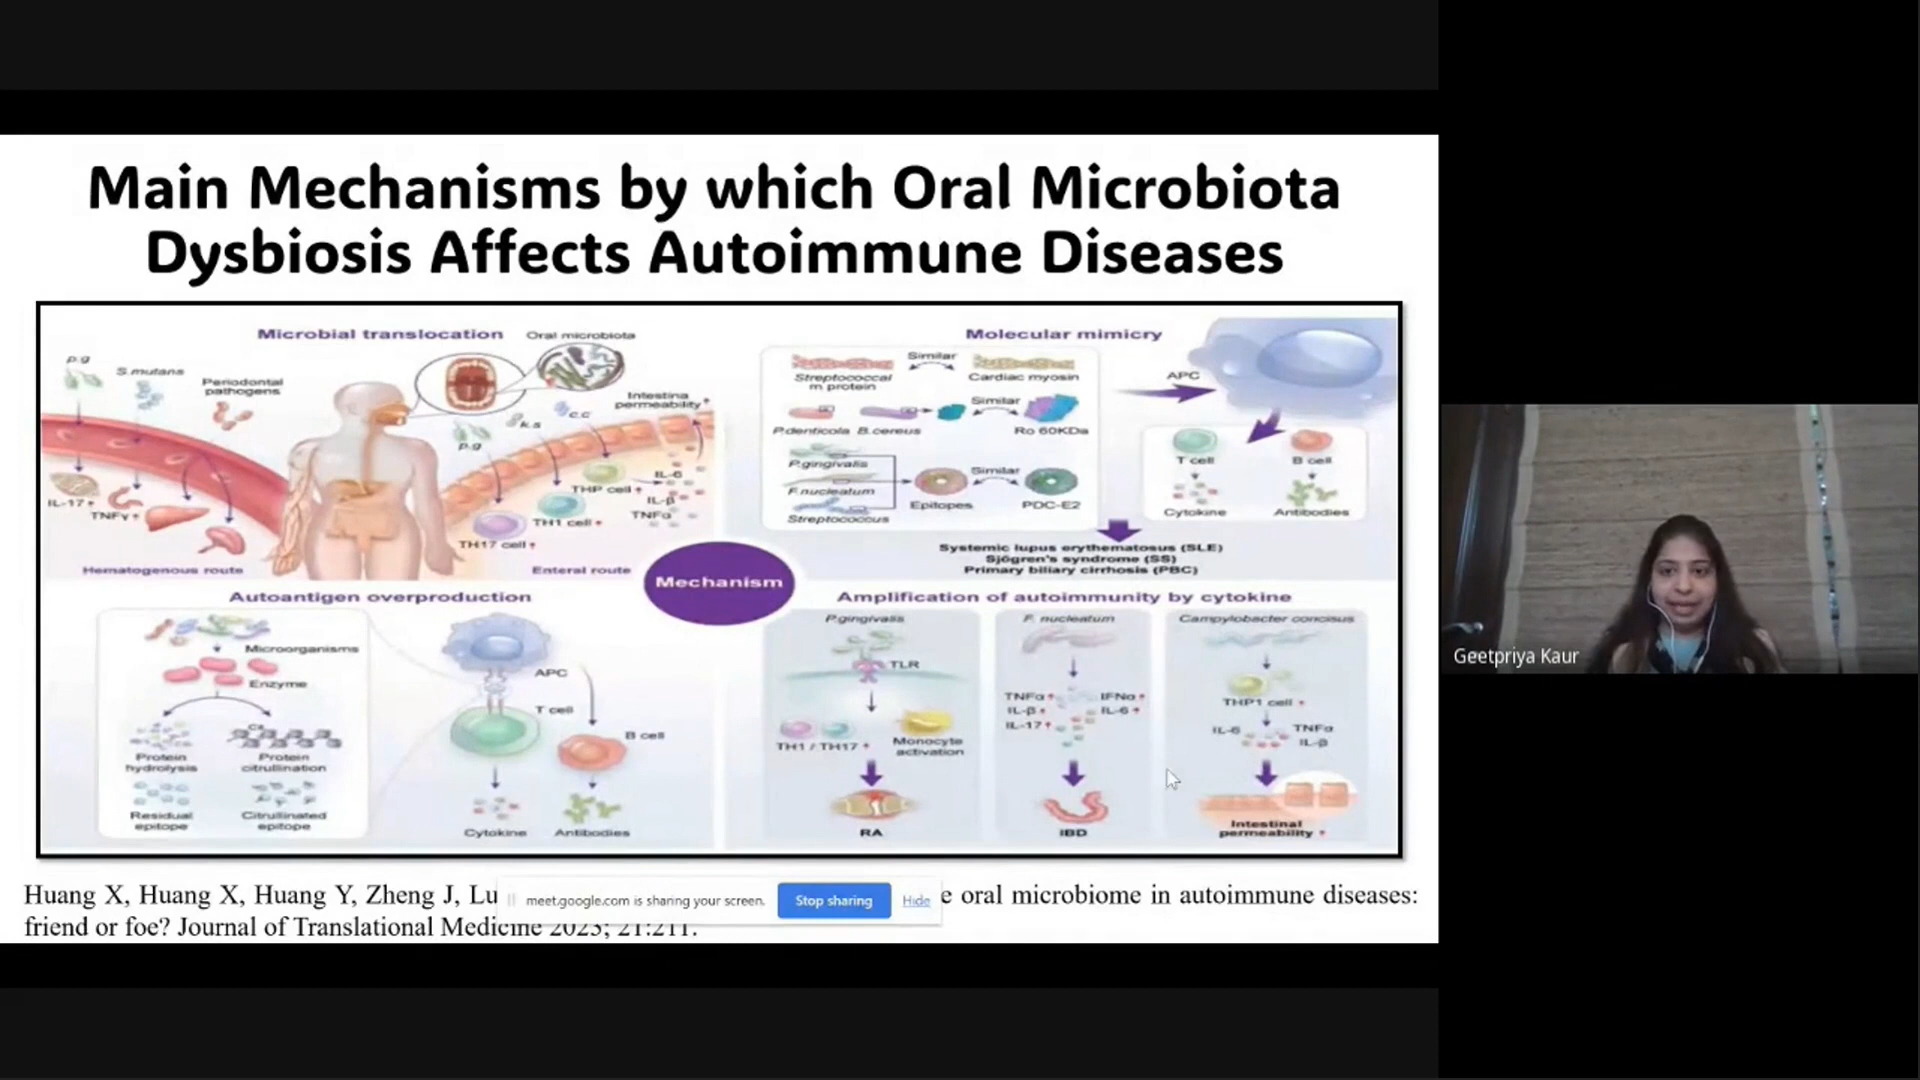 Main Mechanisms by which Oral Microbiota
Dysbiosis Affects Autoimmune Diseases
Microbial translocation
Oral microbiota
p.g
S.mutans
Periodontal
pathogens
Intestina
permeability
c.c
k.s
p.g
IL-17
TNFγ
THP cell
IL-6
IL-β
TNFα
TH1 cell
TH17 cell
Hematogenous route
Enteral route
Molecular mimicry
Streptococcal
m protein
Similar
Cardiac myosin
Similar
P.denticola
B.cereus
Ro 60KDa
P.gingivalis
F.nucleatum
Streptococcus
Epitopes
Similar
PDC-E2
APC
T cell
B cell
Cytokine
Antibodies
Systemic lupus erythematosus (SLE)
Sjögren's syndrome (SS)
Primary biliary cirrhosis (PBC)
Mechanism
Autoantigen overproduction
Microorganisms
Enzyme
Protein
hydrolysis
Protein
citrullination
Residual
epitope
Citrullinated
epitope
APC
T cell
B cell
Cytokine
Antibodies
Amplification of autoimmunity by cytokine
P.gingivalis
TLR
TH1 / TH17
Monocyte
activation
RA
F. nucleatum
TNFα
IFNα
IL-β
IL-6
IL-17
IBD
Campylobacter concisus
THP1 cell
IL-6
TNFα
IL-β
Intestinal
permeability
Huang X, Huang X, Huang Y, Zheng J, Lu
e oral microbiome in autoimmune diseases:
friend or foe? Journal of Translational Medicine 2023; 21:211.
meet.google.com is sharing your screen.
Stop sharing
Hide
Geetpriya Kaur